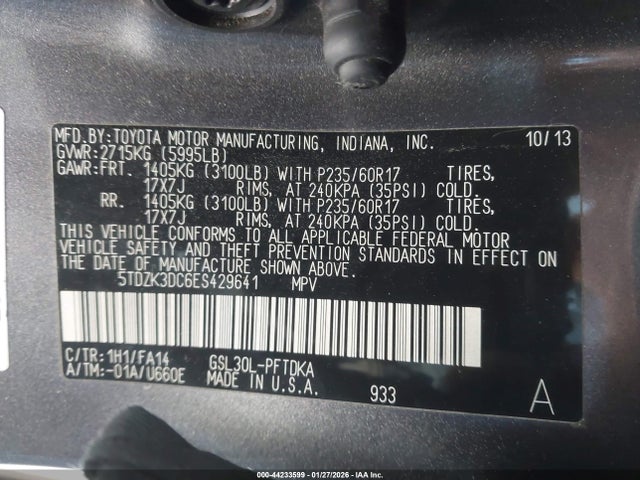 MFD.BY:TOYOTA MOTOR MANUFACTURING, INDIANA, INC. 10/13
GVWR:2715KG (5995LB)
GAWR:FRT. 1405KG (3100LB) WITH P235/60R17 TIRES,
17X7J RIMS, AT 240KPA (35PSI) COLD.
RR. 1405KG (3100LB) WITH P235/60R17 TIRES,
17X7J RIMS, AT 240KPA (35PSI) COLD.
THIS VEHICLE CONFORMS TO ALL APPLICABLE FEDERAL MOTOR
VEHICLE SAFETY AND THEFT PREVENTION STANDARDS IN EFFECT ON
THE DATE OF MANUFACTURE SHOWN ABOVE.
5TDZK3DC6ES429641 MPV
C/TR:1H1/FA14 GSL30L-PFTDKA
A/TM:-01A/U660E MADE IN U.S.A. 933 A
000-44233599 - 01/27/2026 - IAA Corp.